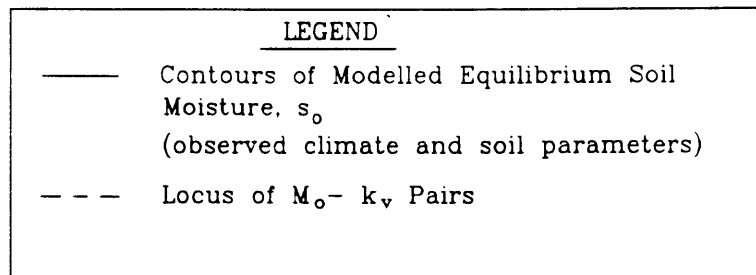 LEGEND
Contours of Modelled Equilibrium Soil
Moisture, s₀
(observed climate and soil parameters)
Locus of M₀– kᵥ Pairs